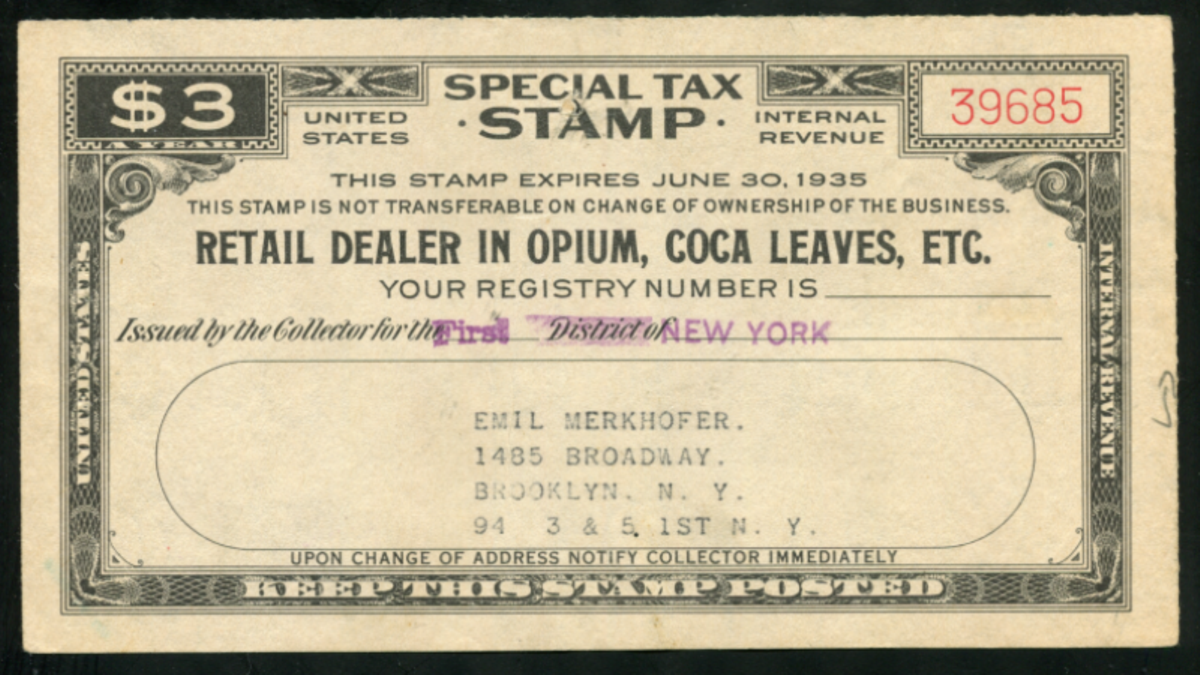 $3
A YEAR
UNITED STATES
SPECIAL TAX
· STAMP ·
INTERNAL REVENUE
39685
THIS STAMP EXPIRES JUNE 30, 1935
THIS STAMP IS NOT TRANSFERABLE ON CHANGE OF OWNERSHIP OF THE BUSINESS.
RETAIL DEALER IN OPIUM, COCA LEAVES, ETC.
YOUR REGISTRY NUMBER IS
Issued by the Collector for the First District of NEW YORK
EMIL MERKHOFER.
1485 BROADWAY.
BROOKLYN. N. Y.
94 3 & 5. 1ST N. Y.
UPON CHANGE OF ADDRESS NOTIFY COLLECTOR IMMEDIATELY
KEEP THIS STAMP POSTED
UNITED STATES
INTERNAL REVENUE